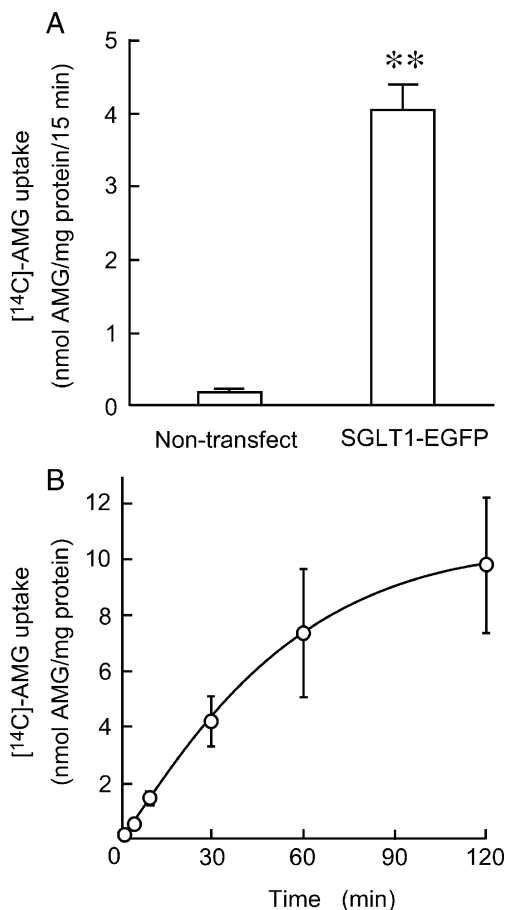 A
[¹⁴C]-AMG uptake
(nmol AMG/mg protein/15 min)
5
4
3
2
1
0
**
Non-transfect
SGLT1-EGFP
B
[¹⁴C]-AMG uptake
(nmol AMG/mg protein)
12
10
8
6
4
2
0
30
60
90
120
Time (min)